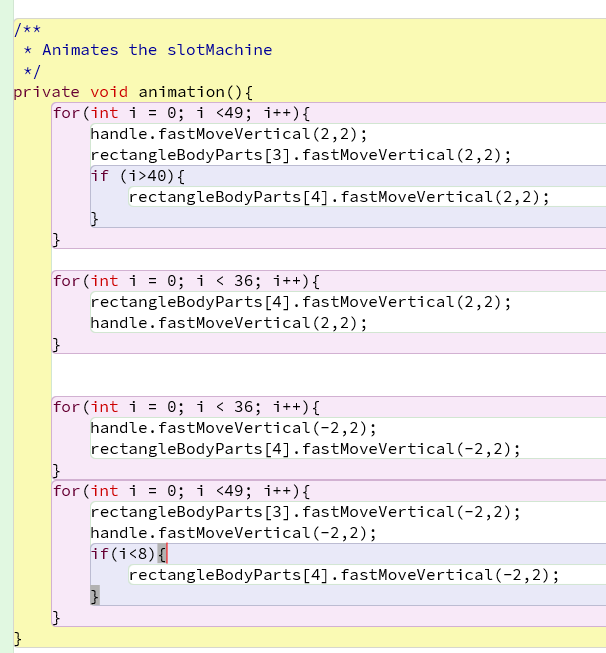 /**
 * Animates the slotMachine
 */
private void animation(){
    for(int i = 0; i <49; i++){
        handle.fastMoveVertical(2,2);
        rectangleBodyParts[3].fastMoveVertical(2,2);
        if (i>40){
            rectangleBodyParts[4].fastMoveVertical(2,2);
        }
    }
    for(int i = 0; i < 36; i++){
        rectangleBodyParts[4].fastMoveVertical(2,2);
        handle.fastMoveVertical(2,2);
    }
    for(int i = 0; i < 36; i++){
        handle.fastMoveVertical(-2,2);
        rectangleBodyParts[4].fastMoveVertical(-2,2);
    }
    for(int i = 0; i <49; i++){
        rectangleBodyParts[3].fastMoveVertical(-2,2);
        handle.fastMoveVertical(-2,2);
        if(i<8){
            rectangleBodyParts[4].fastMoveVertical(-2,2);
        }
    }
}